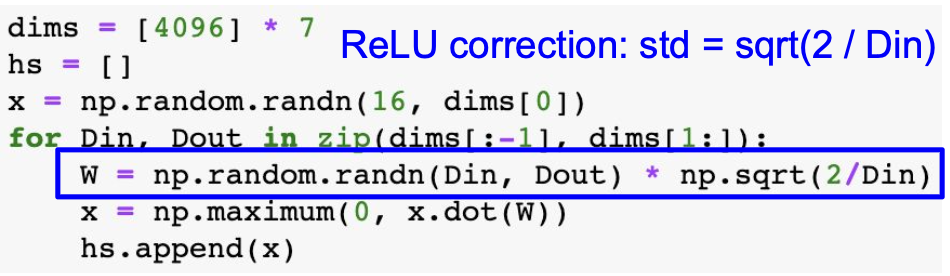 dims = [4096] * 7
ReLU correction: std = sqrt(2 / Din)
hs = []
x = np.random.randn(16, dims[0])
for Din, Dout in zip(dims[:-1], dims[1:]):
    W = np.random.randn(Din, Dout) * np.sqrt(2/Din)
    x = np.maximum(0, x.dot(W))
    hs.append(x)